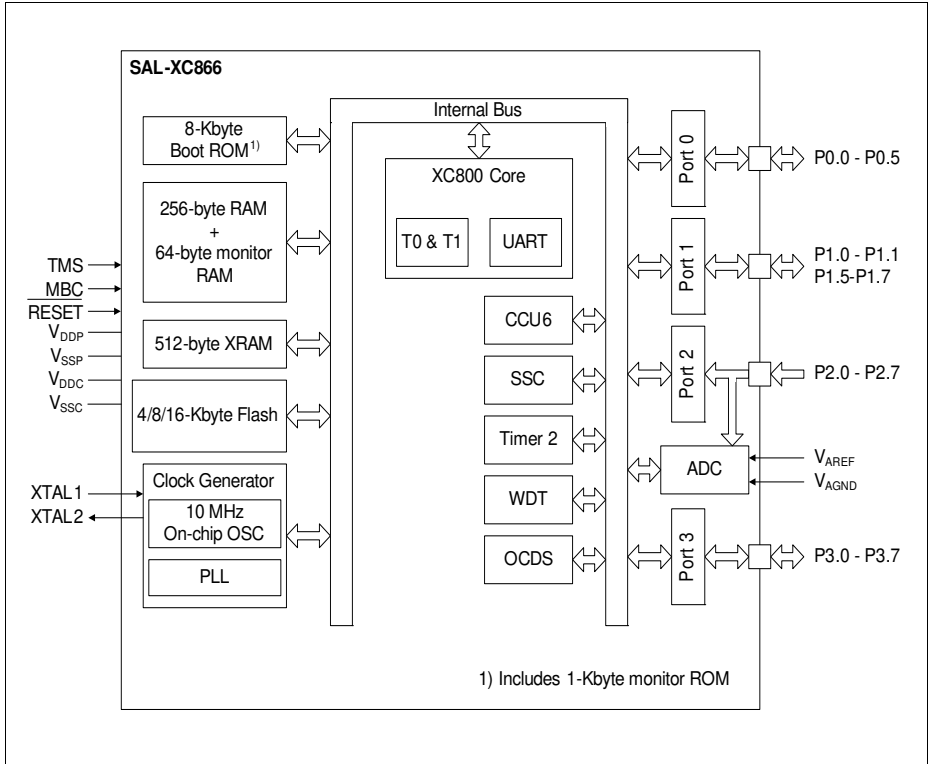 SAL-XC866
Internal Bus
8-Kbyte
Boot ROM1)
256-byte RAM
+
64-byte monitor
RAM
512-byte XRAM
4/8/16-Kbyte Flash
Clock Generator
10 MHz
On-chip OSC
PLL
TMS
MBC
RESET
VDDP
VSSP
VDDC
VSSC
XTAL1
XTAL2
XC800 Core
T0 & T1
UART
CCU6
SSC
Timer 2
WDT
OCDS
Port 0
Port 1
Port 2
ADC
Port 3
P0.0 - P0.5
P1.0 - P1.1
P1.5-P1.7
P2.0 - P2.7
VAREF
VAGND
P3.0 - P3.7
1) Includes 1-Kbyte monitor ROM